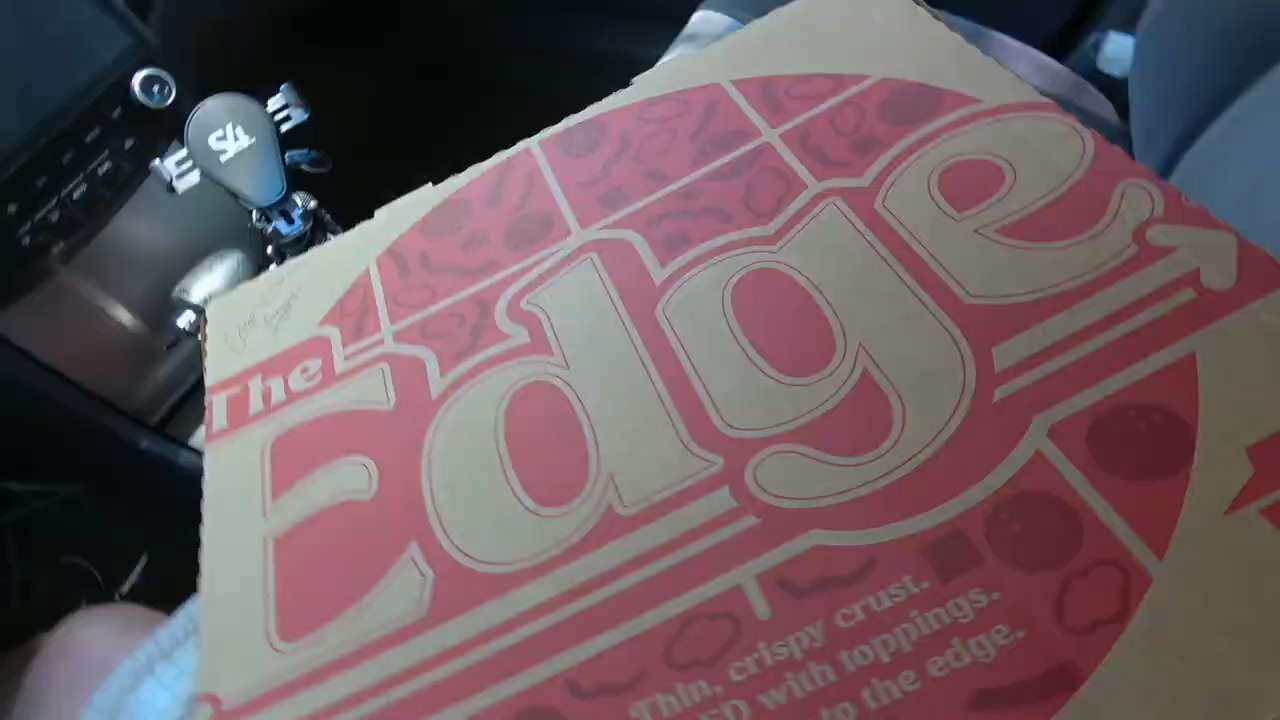 The
Edge
Thin, crispy crust.
with toppings.
to the edge.